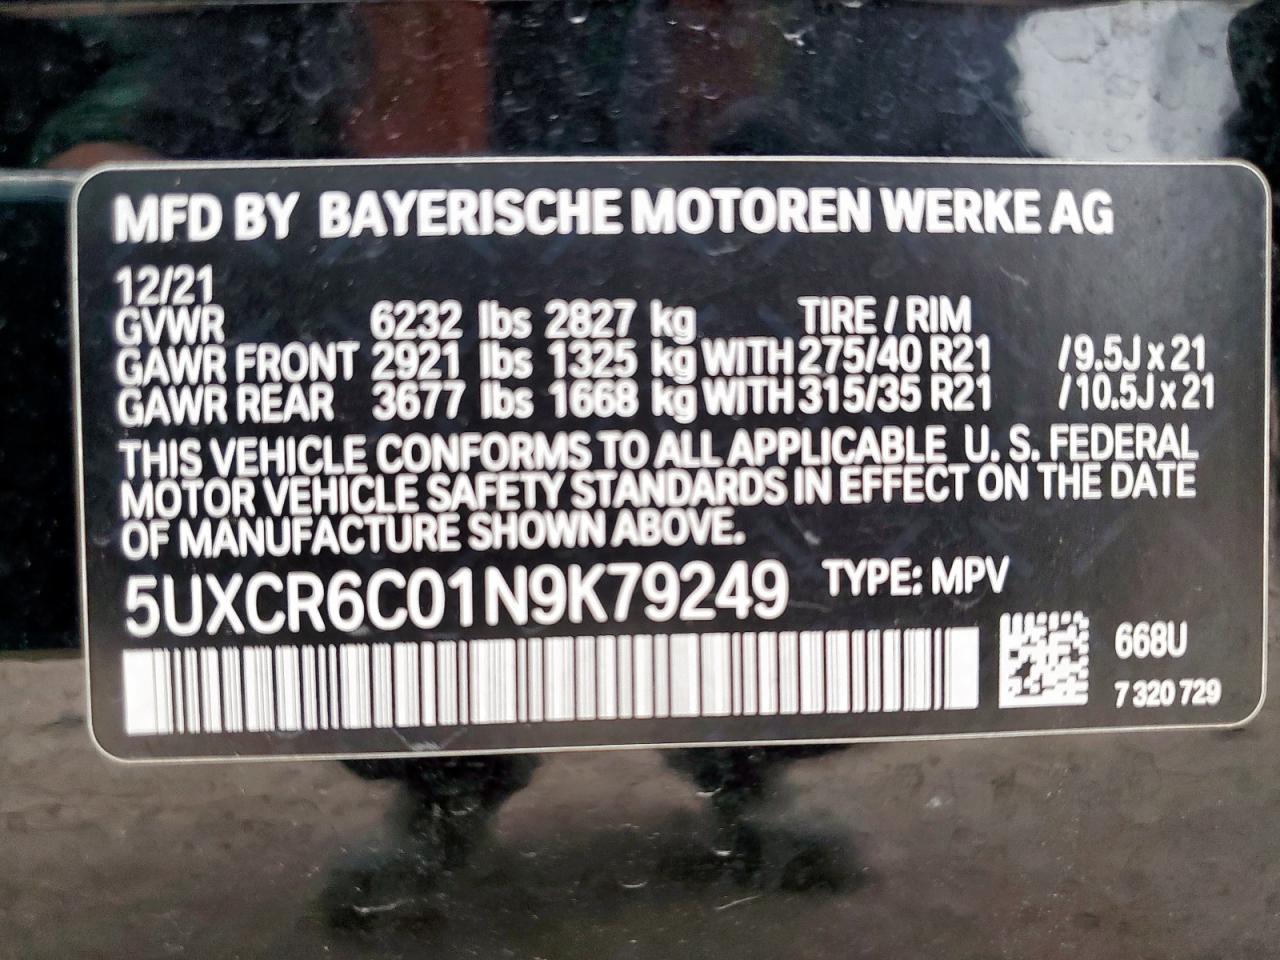 MFD BY BAYERISCHE MOTOREN WERKE AG
12/21
GVWR 6232 lbs 2827 kg TIRE / RIM
GAWR FRONT 2921 lbs 1325 kg WITH 275/40 R21 /9.5J x 21
GAWR REAR 3677 lbs 1668 kg WITH 315/35 R21 /10.5J x 21
THIS VEHICLE CONFORMS TO ALL APPLICABLE U. S. FEDERAL
MOTOR VEHICLE SAFETY STANDARDS IN EFFECT ON THE DATE
OF MANUFACTURE SHOWN ABOVE.
5UXCR6C01N9K79249 TYPE: MPV
668U
7 320 729